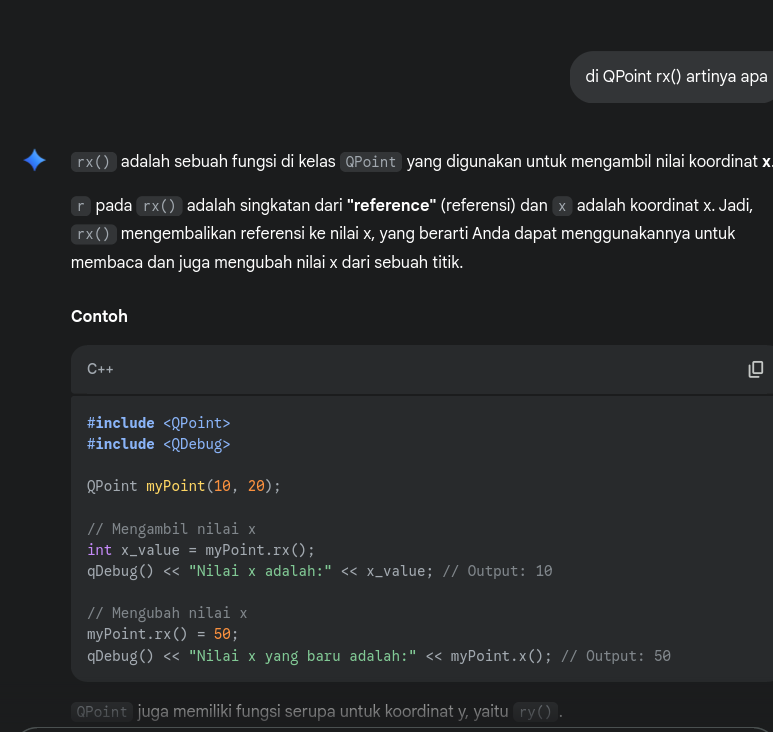 di QPoint rx() artinya apa
rx() adalah sebuah fungsi di kelas QPoint yang digunakan untuk mengambil nilai koordinat x.
r pada rx() adalah singkatan dari "reference" (referensi) dan x adalah koordinat x. Jadi,
rx() mengembalikan referensi ke nilai x, yang berarti Anda dapat menggunakannya untuk
membaca dan juga mengubah nilai x dari sebuah titik.
Contoh
C++
#include <QPoint>
#include <QDebug>
QPoint myPoint(10, 20);
// Mengambil nilai x
int x_value = myPoint.rx();
qDebug() << "Nilai x adalah:" << x_value; // Output: 10
// Mengubah nilai x
myPoint.rx() = 50;
qDebug() << "Nilai x yang baru adalah:" << myPoint.x(); // Output: 50
QPoint juga memiliki fungsi serupa untuk koordinat y, yaitu ry().